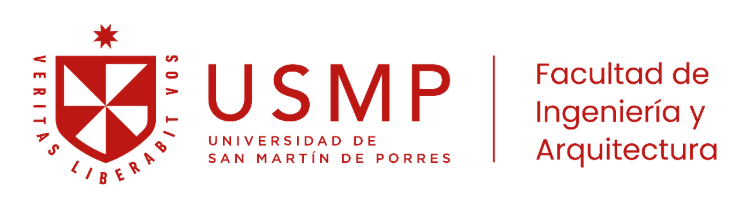 VERITAS LIBERABIT VOS
USMP
UNIVERSIDAD DE
SAN MARTÍN DE PORRES
Facultad de
Ingeniería y
Arquitectura